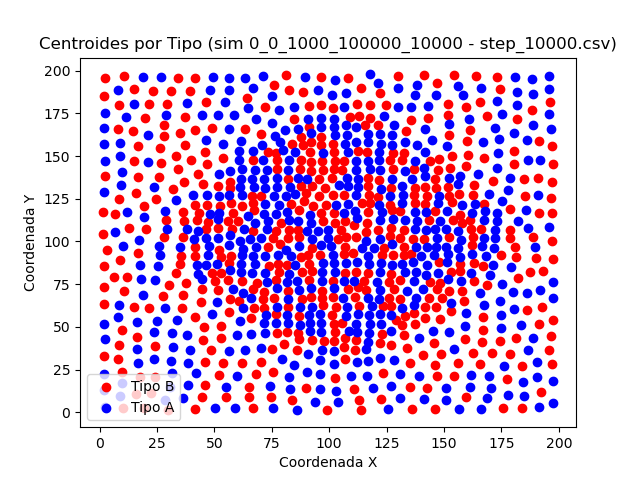 Centroides por Tipo (sim 0_0_1000_100000_10000 - step_10000.csv)
Coordenada Y
200
175
150
125
100
75
50
25
0
Tipo B
Tipo A
0 25 50 75 100 125 150 175 200
Coordenada X